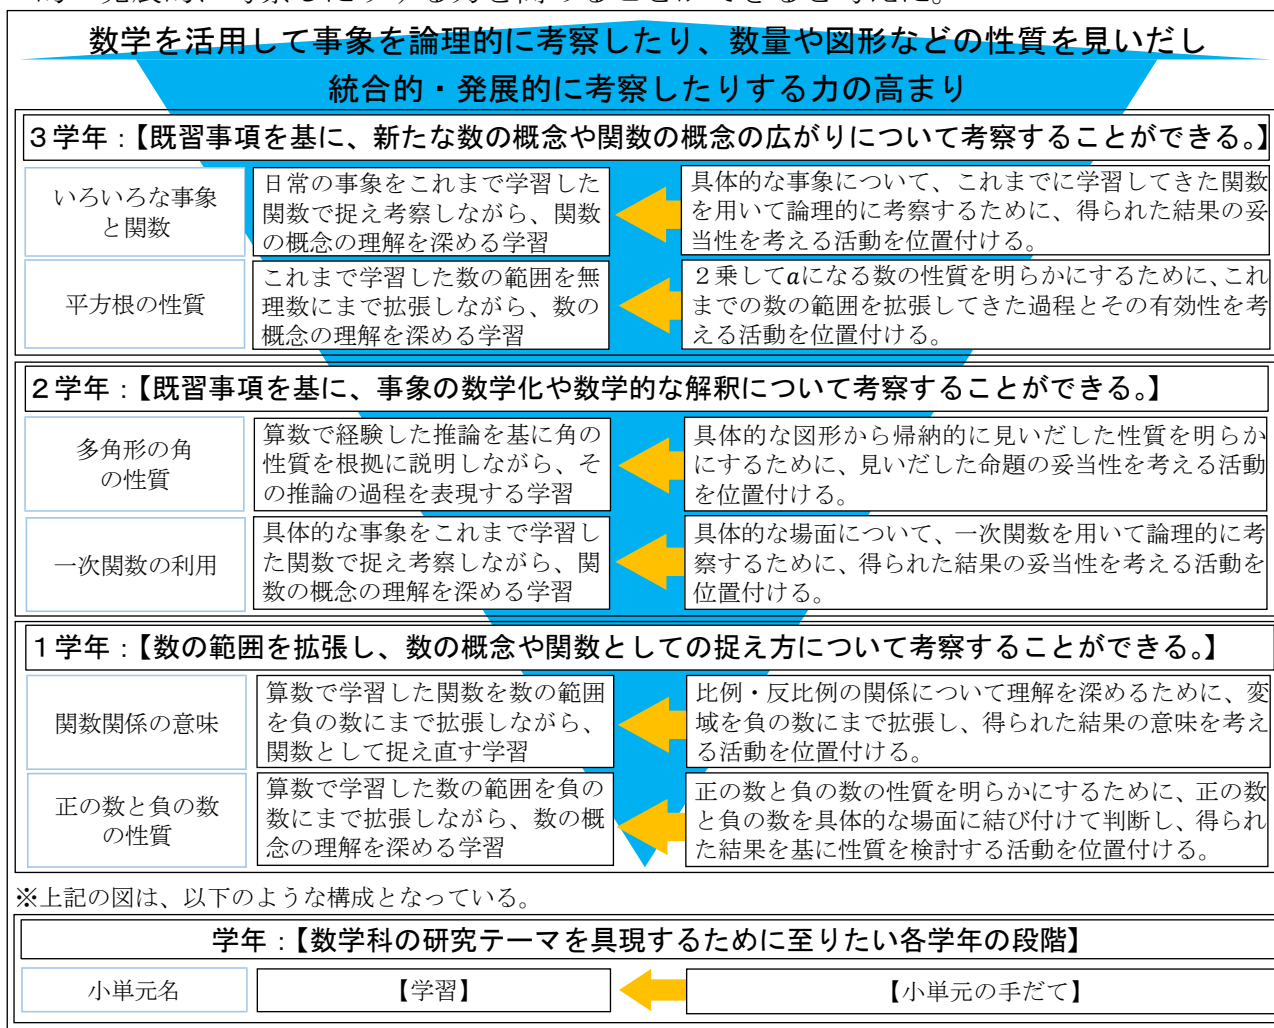 数学を活用して事象を論理的に考察したり、数量や図形などの性質を見いだし
統合的・発展的に考察したりする力の高まり
3学年:【既習事項を基に、新たな数の概念や関数の概念の広がりについて考察することができる。】
いろいろな事象
と関数
日常の事象をこれまで学習した
関数で捉え考察しながら、関数
の概念の理解を深める学習
具体的な事象について、これまでに学習してきた関数
を用いて論理的に考察するために、得られた結果の妥
当性を考える活動を位置付ける。
平方根の性質
これまで学習した数の範囲を無
理数にまで拡張しながら、数の
概念の理解を深める学習
2乗してaになる数の性質を明らかにするために、これ
までの数の範囲を拡張してきた過程とその有効性を考
える活動を位置付ける。
2学年:【既習事項を基に、事象の数学化や数学的な解釈について考察することができる。】
多角形の角
の性質
算数で経験した推論を基に角の
性質を根拠に説明しながら、そ
の推論の過程を表現する学習
具体的な図形から帰納的に見いだした性質を明らか
にするために、見いだした命題の妥当性を考える活動
を位置付ける。
一次関数の利用
具体的な事象をこれまで学習し
た関数で捉え考察しながら、関
数の概念の理解を深める学習
具体的な場面について、一次関数を用いて論理的に考
察するために、得られた結果の妥当性を考える活動を
位置付ける。
1学年:【数の範囲を拡張し、数の概念や関数としての捉え方について考察することができる。】
関数関係の意味
算数で学習した関数を数の範囲
を負の数にまで拡張しながら、
関数として捉え直す学習
比例・反比例の関係について理解を深めるために、変
域を負の数にまで拡張し、得られた結果の意味を考え
る活動を位置付ける。
正の数と負の数
の性質
算数で学習した数の範囲を負の
数にまで拡張しながら、数の概
念の理解を深める学習
正の数と負の数の性質を明らかにするために、正の数
と負の数を具体的な場面に結び付けて判断し、得られ
た結果を基に性質を検討する活動を位置付ける。
※上記の図は、以下のような構成となっている。
学年:【数学科の研究テーマを具現するために至りたい各学年の段階】
小単元名
【学習】
【小単元の手だて】